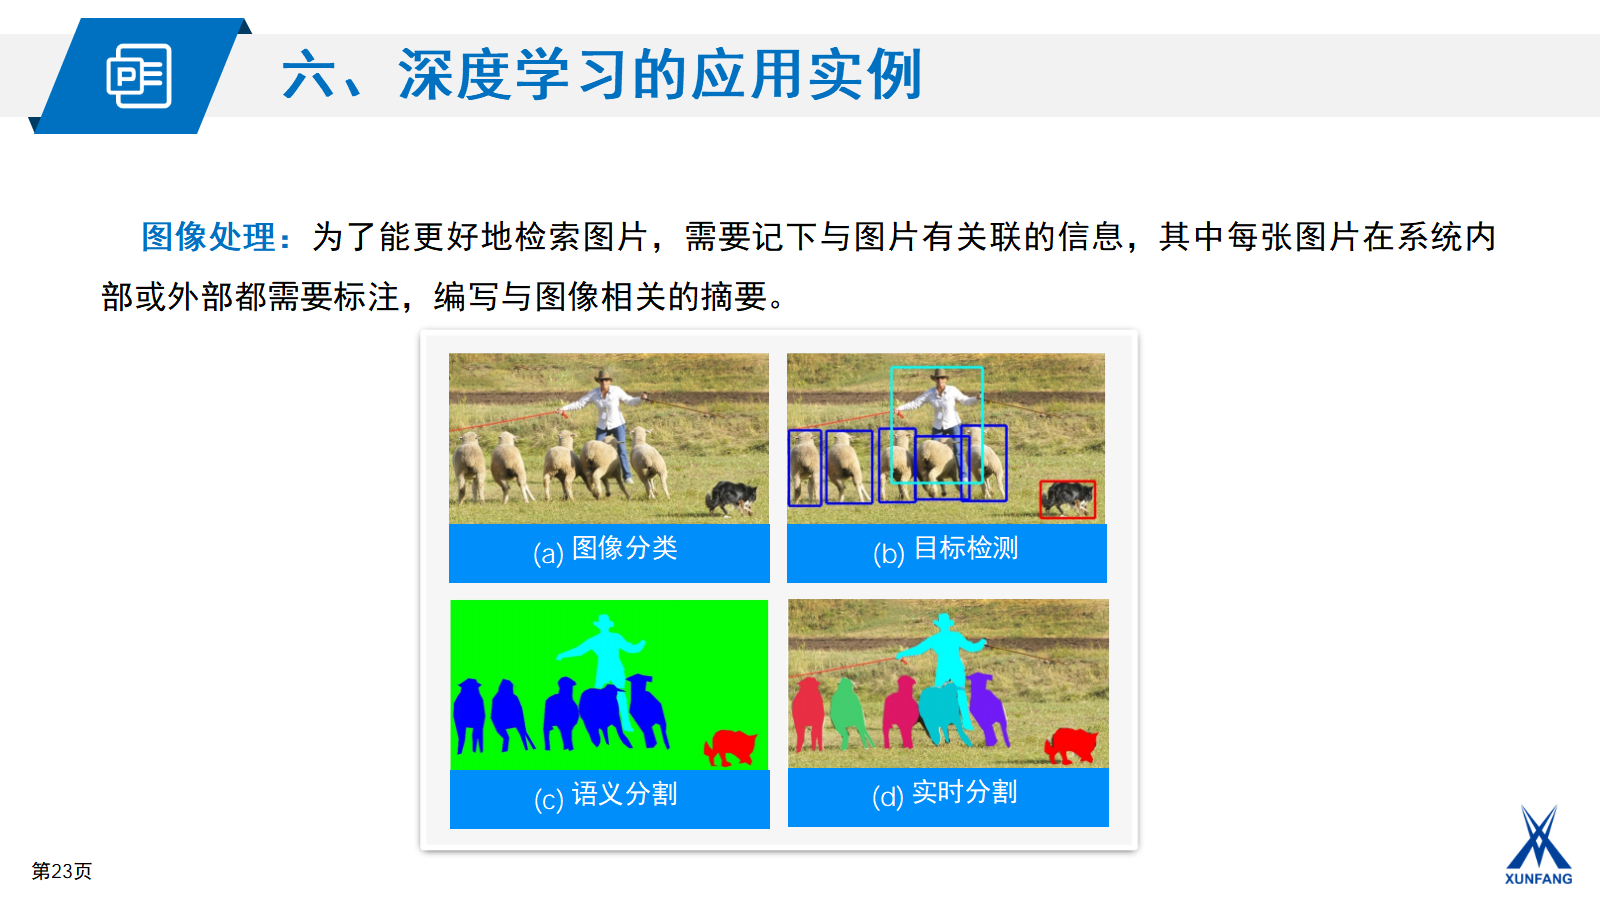 六、深度学习的应用实例
图像处理：为了能更好地检索图片，需要记下与图片有关联的信息，其中每张图片在系统内
部或外部都需要标注，编写与图像相关的摘要。
(a) 图像分类
(b) 目标检测
(c) 语义分割
(d) 实时分割
第23页
XUNFANG